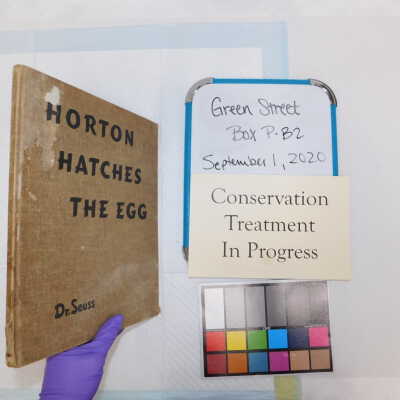 HORTON
HATCHES
THE EGG
Dr. Seuss
Green Street
Box P-B2
September 1, 2020
Conservation
Treatment
In Progress